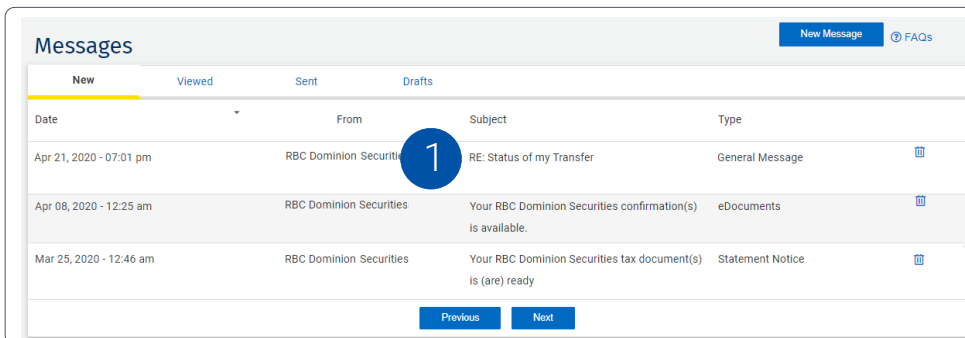 Messages
New Message
FAQs
New Viewed Sent Drafts
Date From Subject Type
Apr 21, 2020 - 07:01 pm RBC Dominion Securitie 1 RE: Status of my Transfer General Message
Apr 08, 2020 - 12:25 am RBC Dominion Securities Your RBC Dominion Securities confirmation(s) eDocuments
is available.
Mar 25, 2020 - 12:46 am RBC Dominion Securities Your RBC Dominion Securities tax document(s) Statement Notice
is (are) ready
Previous Next